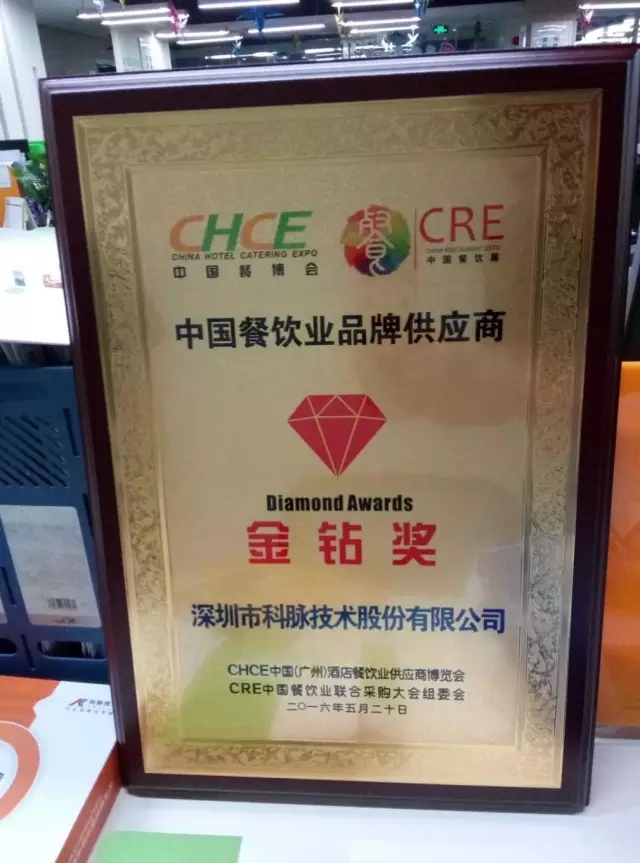 CHCE
CHINA HOTEL CATERING EXPO
中国餐博会
CRE
CHINA RESTAURANT EXPO
中国餐饮展
中国餐饮业品牌供应商
Diamond Awards
金钻奖
深圳市科脉技术股份有限公司
CHCE中国(广州)酒店餐饮业供应商博览会
CRE中国餐饮业联合采购大会组委会
二〇一六年五月二十日